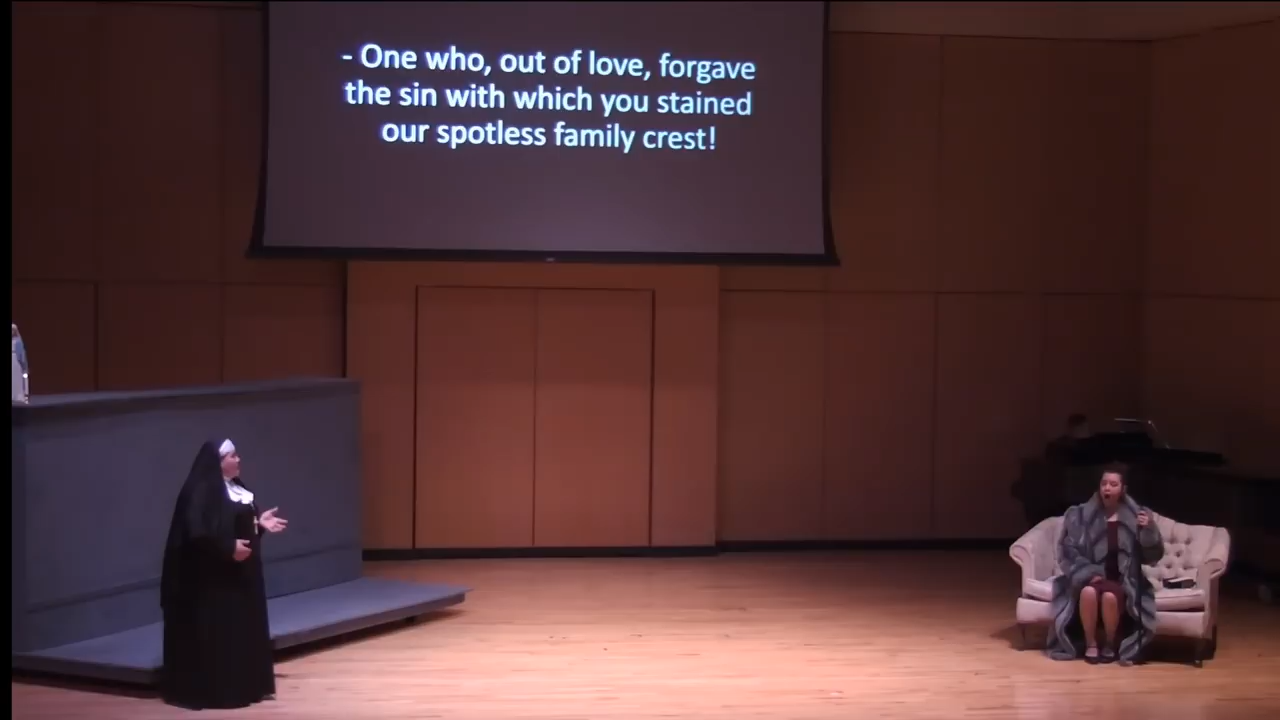 - One who, out of love, forgave
the sin with which you stained
our spotless family crest!